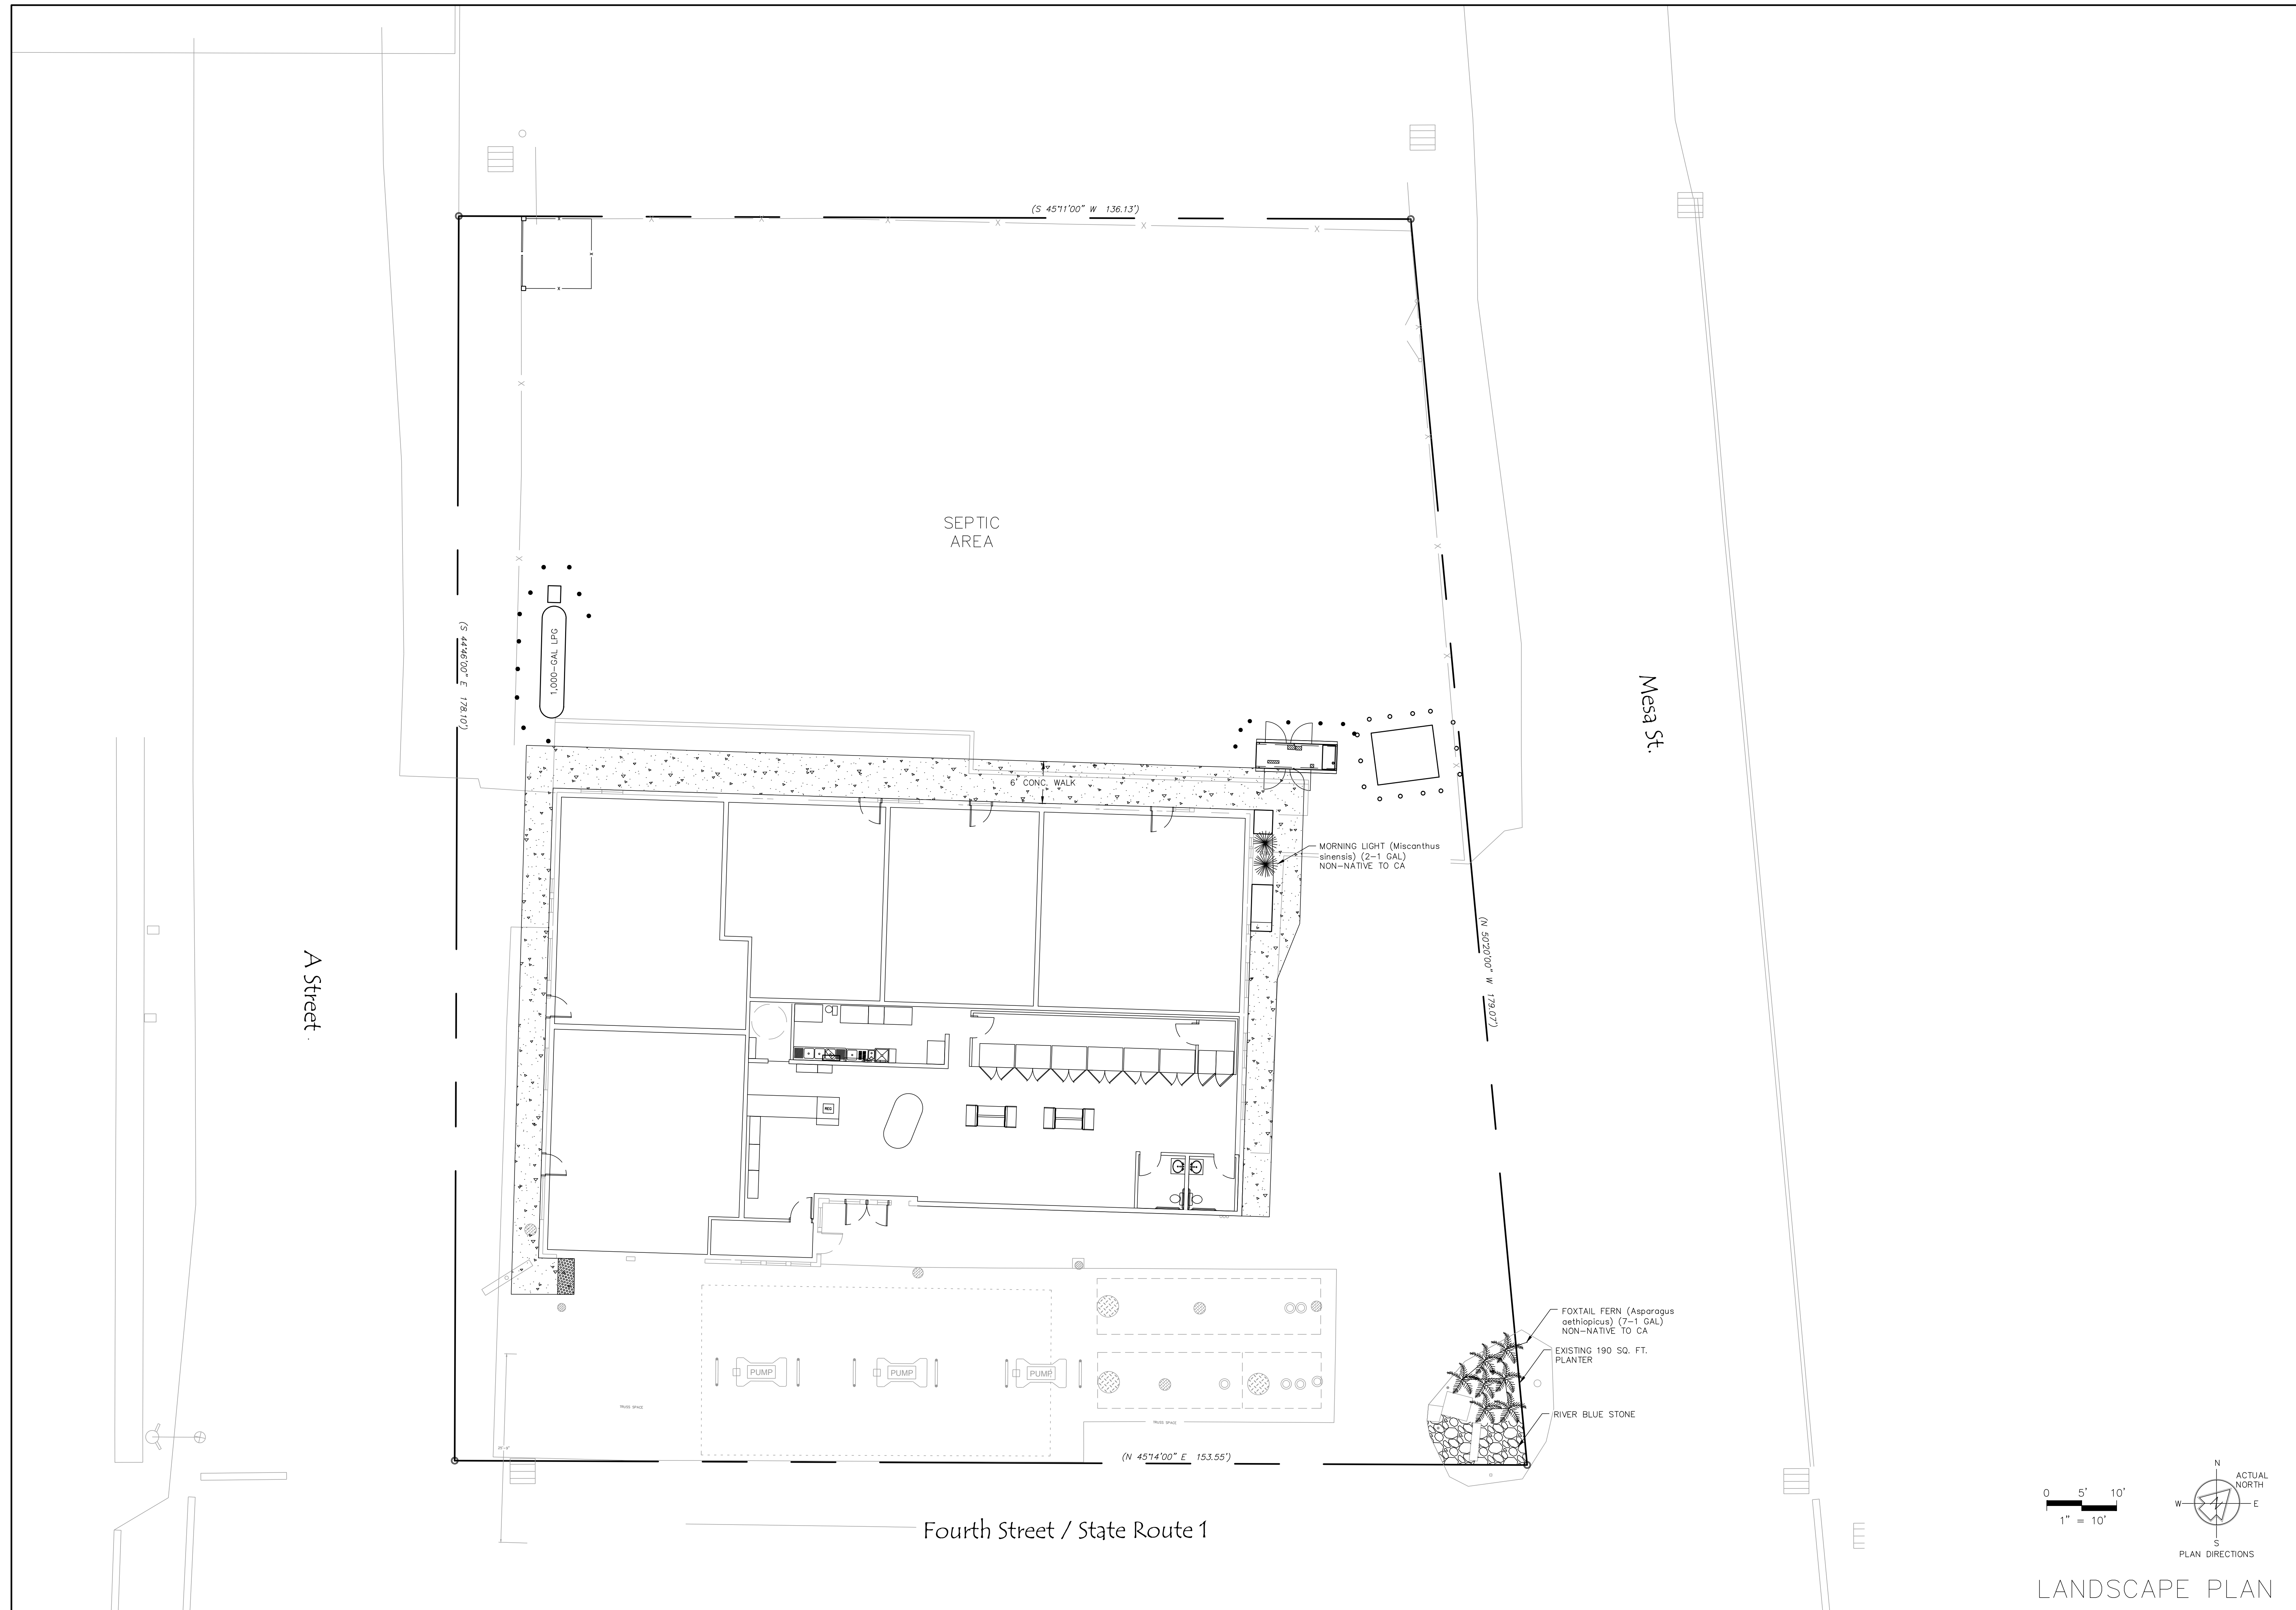 (S 45°11'00" W 136.13')
SEPTIC
AREA
1,000-GAL LPG
(S 44°46'00" E 178.10')
Mesa St.
6' CONC. WALK
MORNING LIGHT (Miscanthus
sinensis) (2-1 GAL)
NON-NATIVE TO CA
(N 50°20'00" W 179.07')
A Street
REG
FOXTAIL FERN (Asparagus
aethiopicus) (7-1 GAL)
NON-NATIVE TO CA
EXISTING 190 SQ. FT.
PLANTER
PUMP
PUMP
PUMP
RIVER BLUE STONE
(N 45°14'00" E 153.55')
Fourth Street / State Route 1
0 5' 10'
1" = 10'
N
ACTUAL
NORTH
W E
S
PLAN DIRECTIONS
LANDSCAPE PLAN